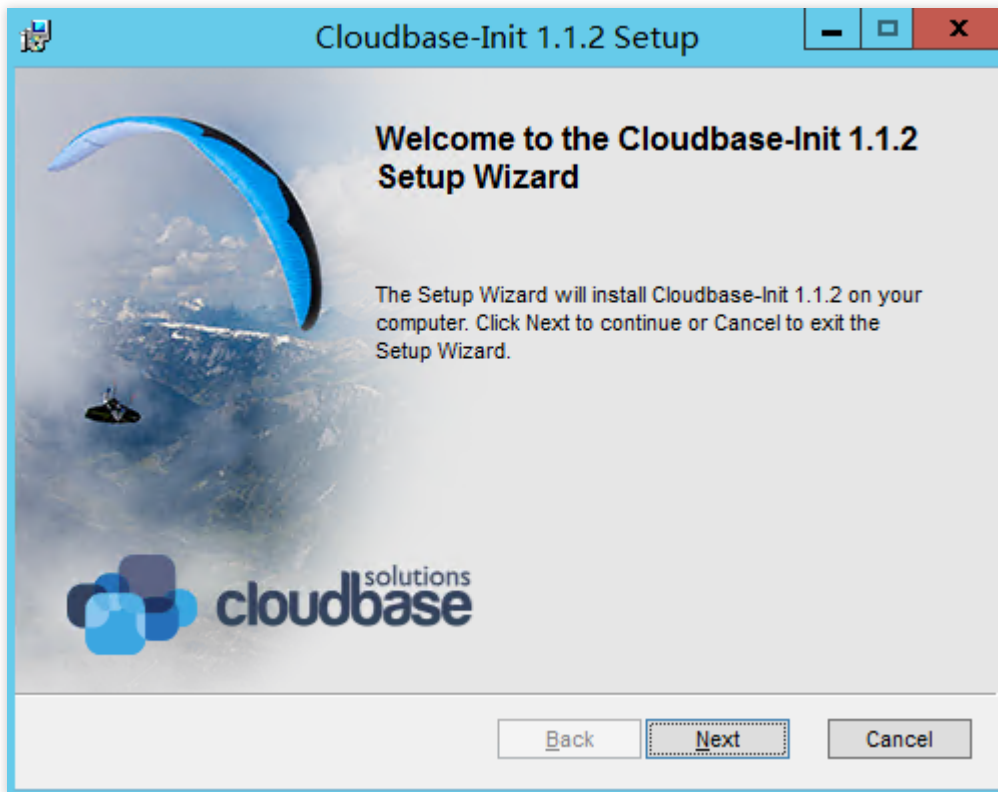 Cloudbase-Init 1.1.2 Setup
Welcome to the Cloudbase-Init 1.1.2
Setup Wizard
The Setup Wizard will install Cloudbase-Init 1.1.2 on your
computer. Click Next to continue or Cancel to exit the
Setup Wizard.
solutions
cloudbase
Back
Next
Cancel